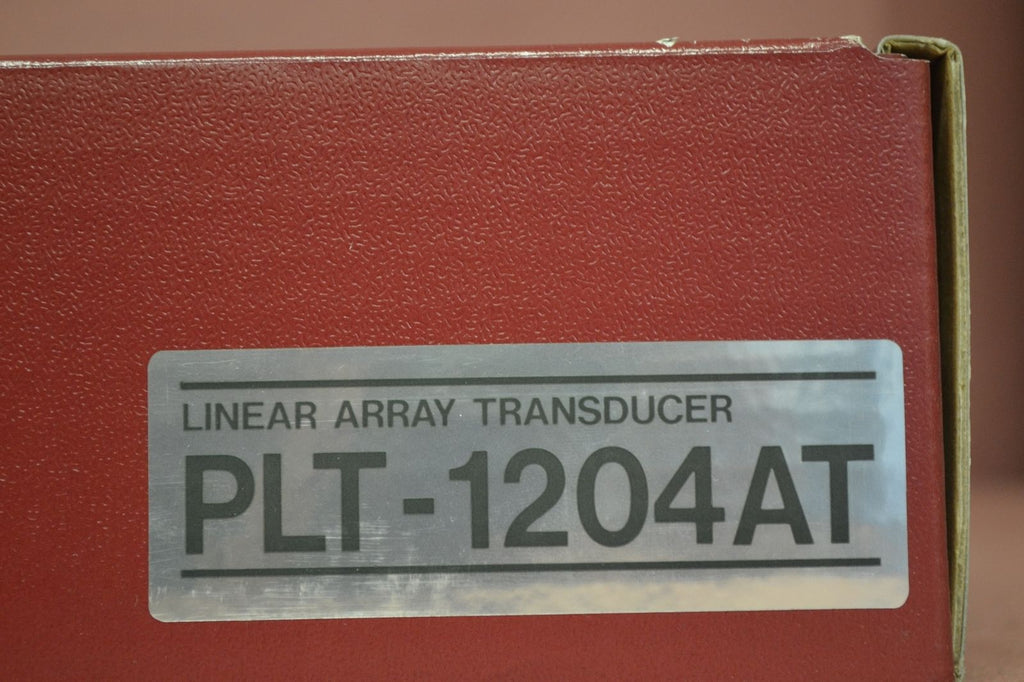 LINEAR ARRAY TRANSDUCER
PLT-1204AT